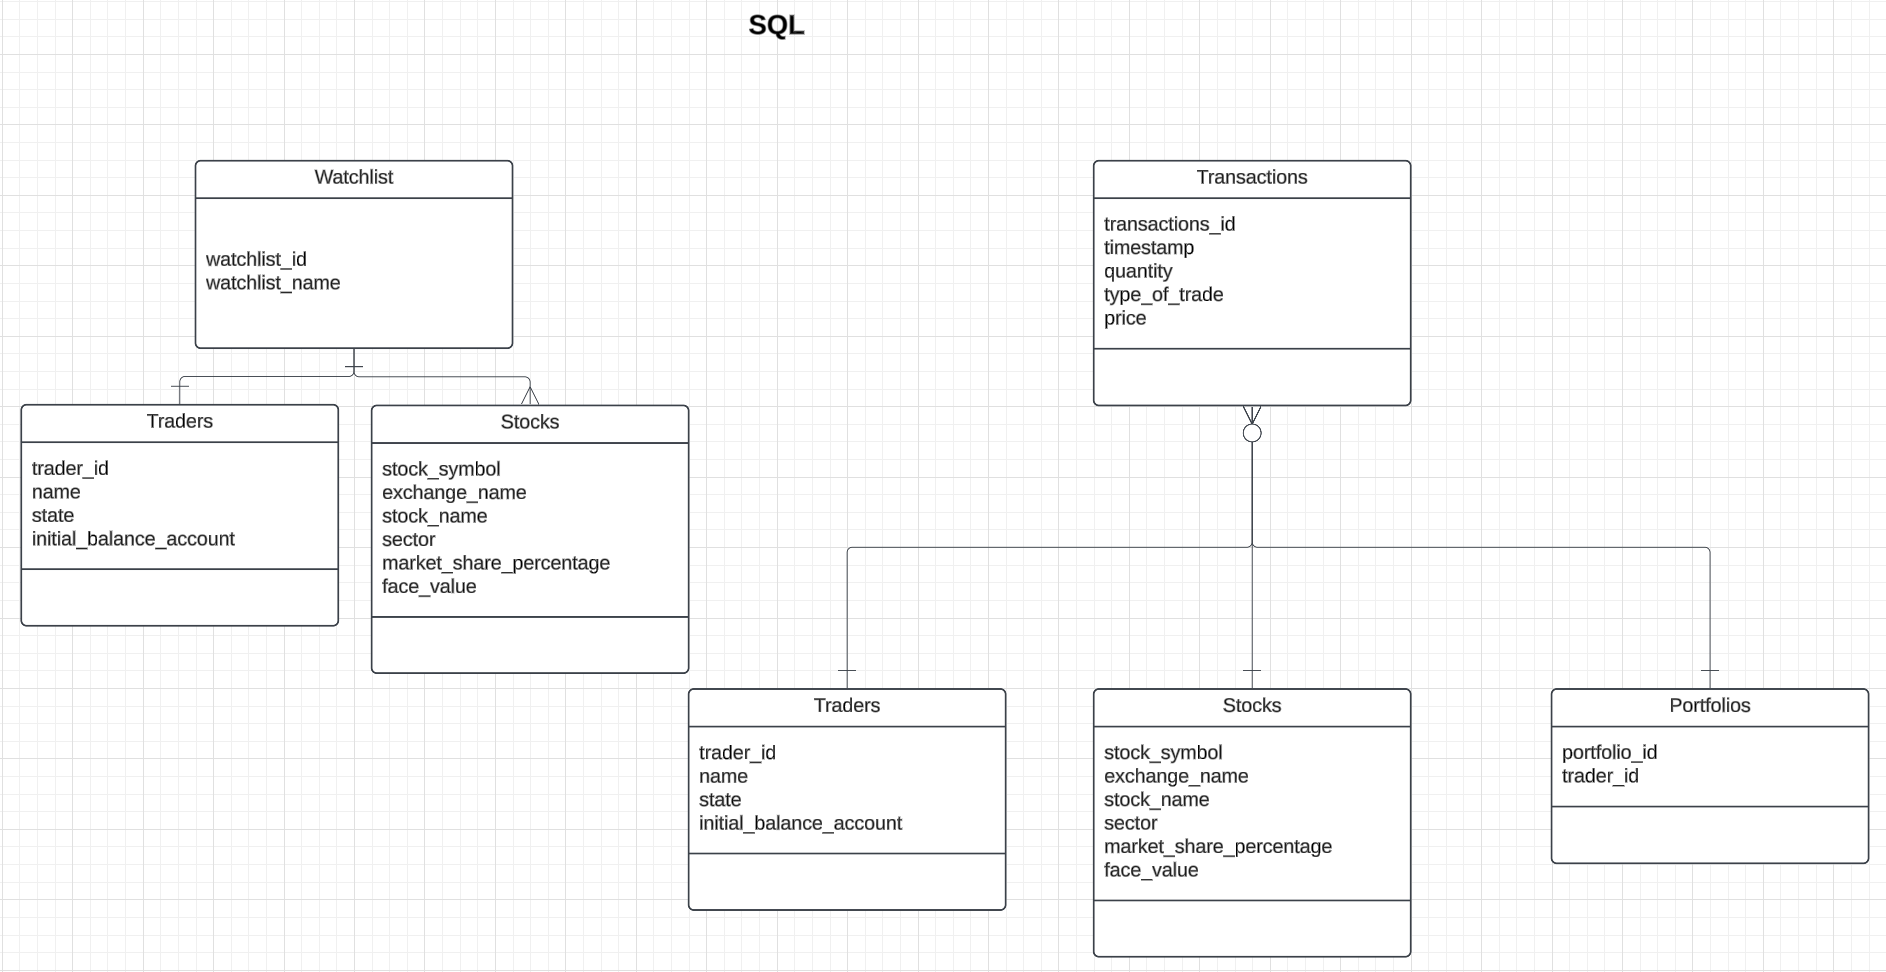 SQL
Watchlist
watchlist_id
watchlist_name
Traders
trader_id
name
state
initial_balance_account
Stocks
stock_symbol
exchange_name
stock_name
sector
market_share_percentage
face_value
Transactions
transactions_id
timestamp
quantity
type_of_trade
price
Traders
trader_id
name
state
initial_balance_account
Stocks
stock_symbol
exchange_name
stock_name
sector
market_share_percentage
face_value
Portfolios
portfolio_id
trader_id